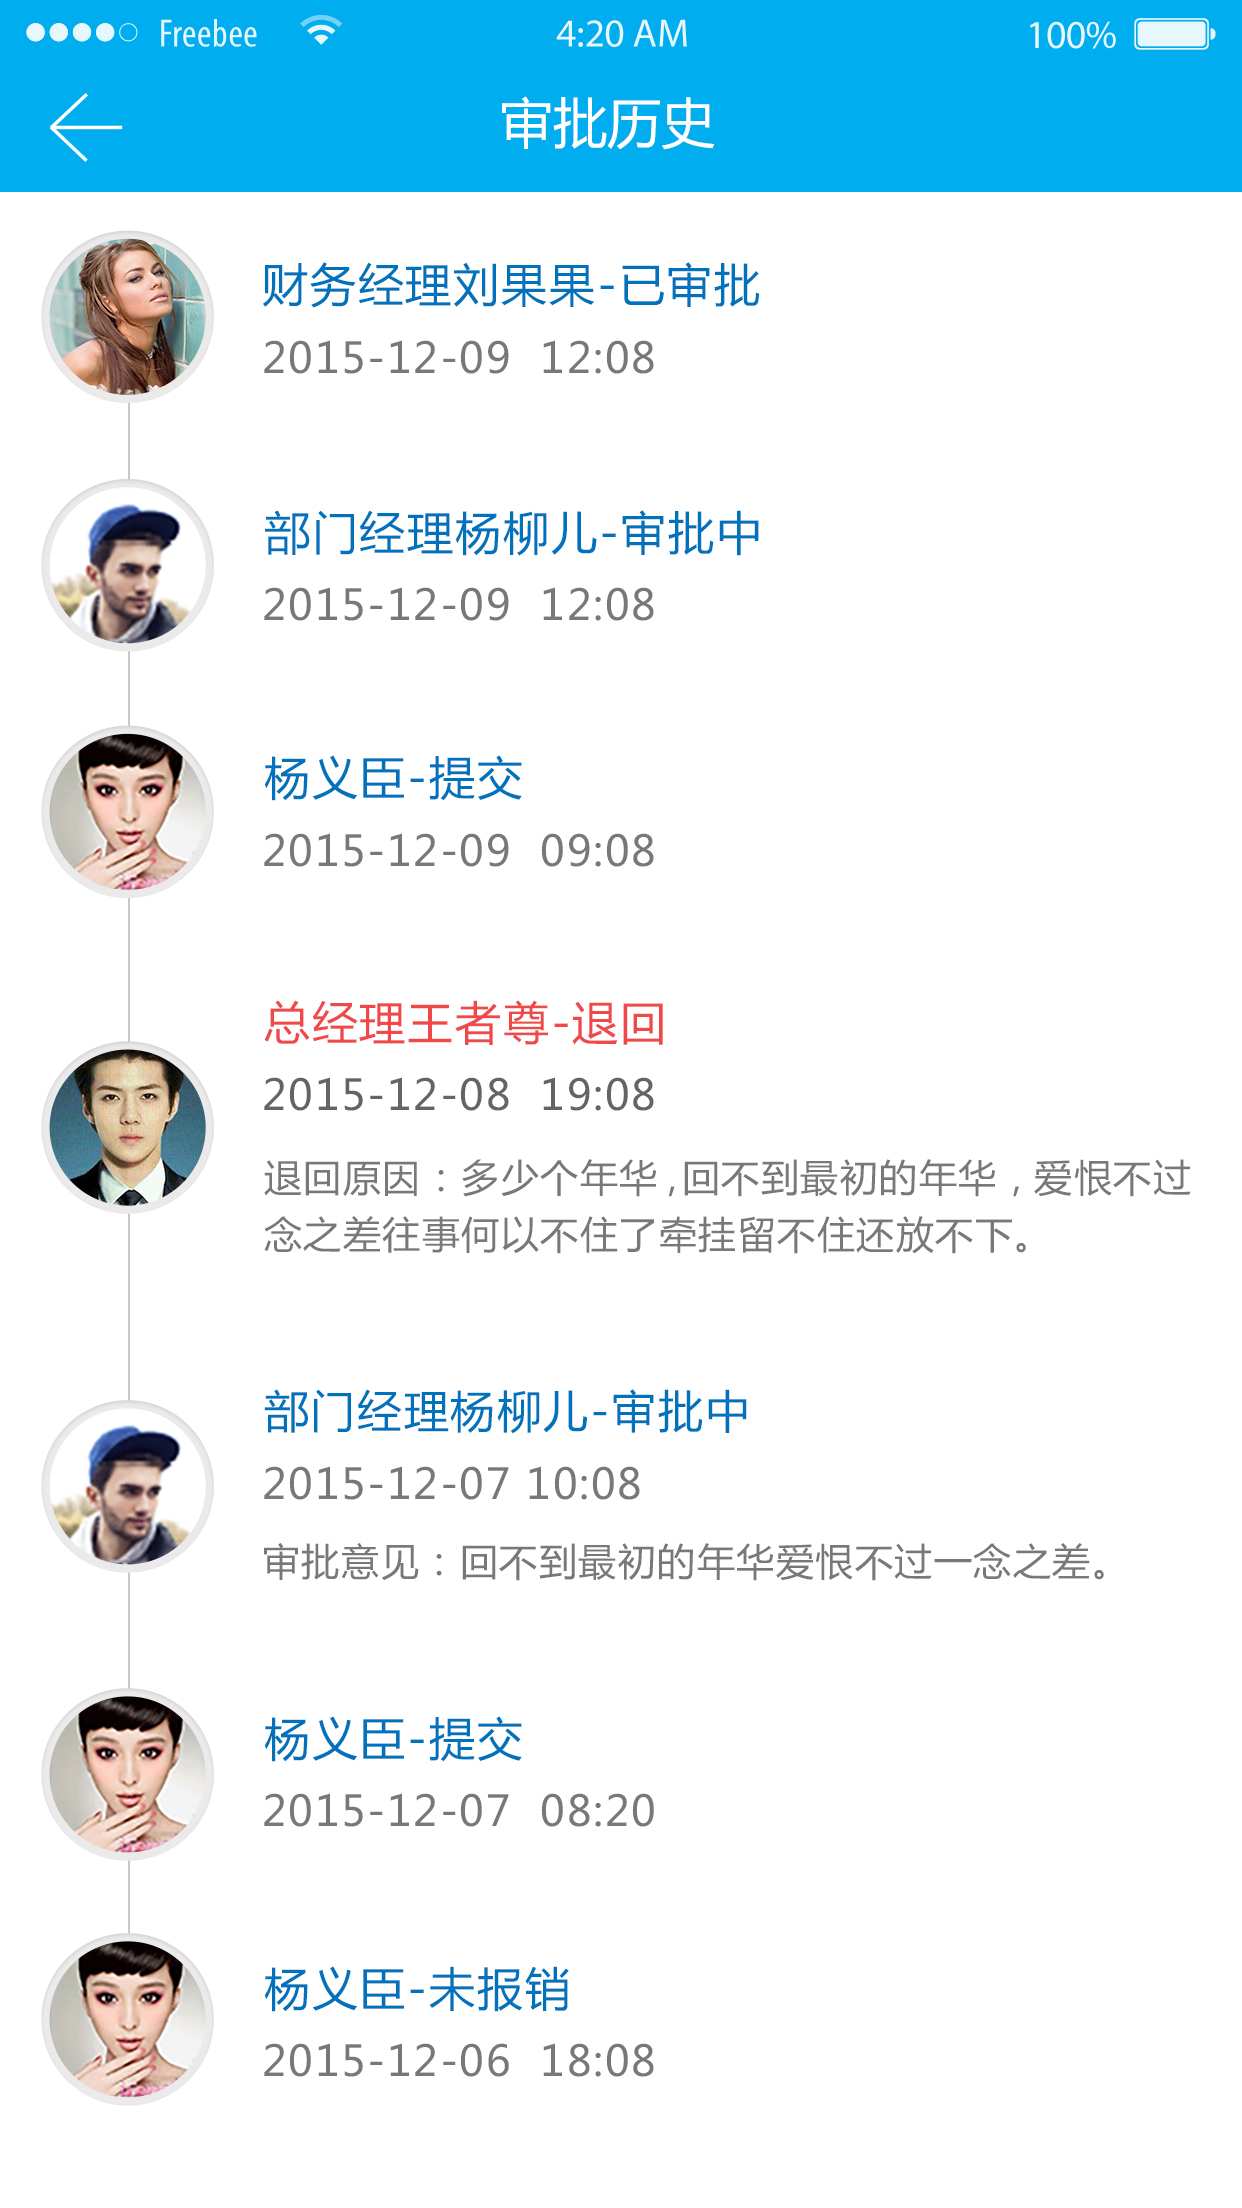 Freebee 4:20 AM 100%
审批历史
财务经理刘果果-已审批
2015-12-09 12:08
部门经理杨柳儿-审批中
2015-12-09 12:08
杨义臣-提交
2015-12-09 09:08
总经理王者尊-退回
2015-12-08 19:08
退回原因：多少个年华,回不到最初的年华，爱恨不过
念之差往事何以不住了牵挂留不住还放不下。
部门经理杨柳儿-审批中
2015-12-07 10:08
审批意见：回不到最初的年华爱恨不过一念之差。
杨义臣-提交
2015-12-07 08:20
杨义臣-未报销
2015-12-06 18:08